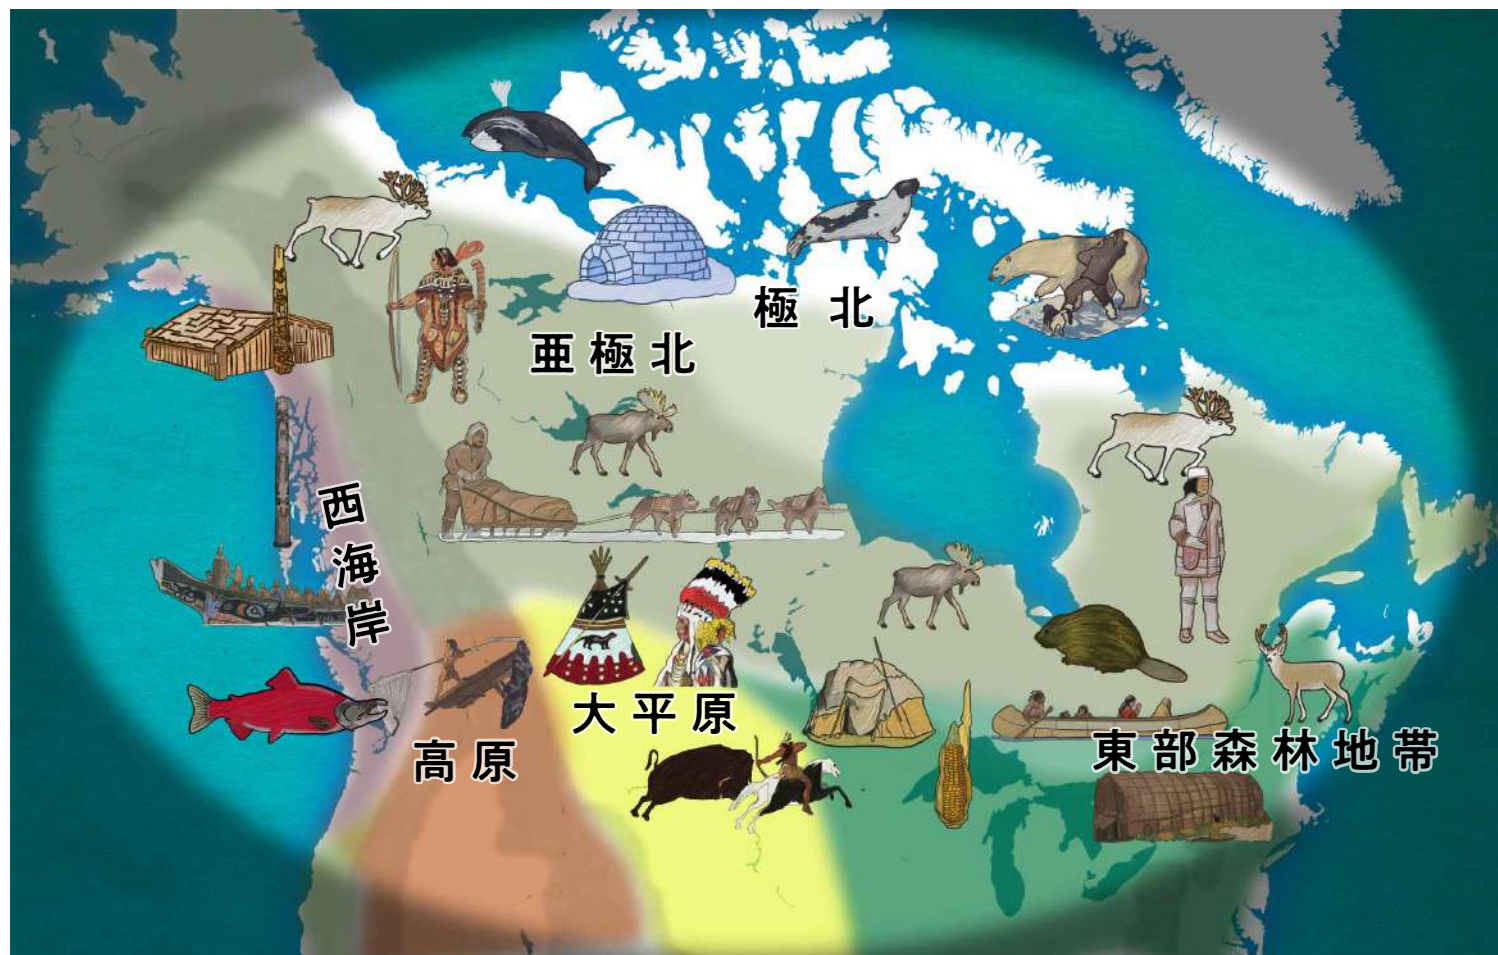 極北
亜極北
西海岸
大平原
高原
東部森林地帯